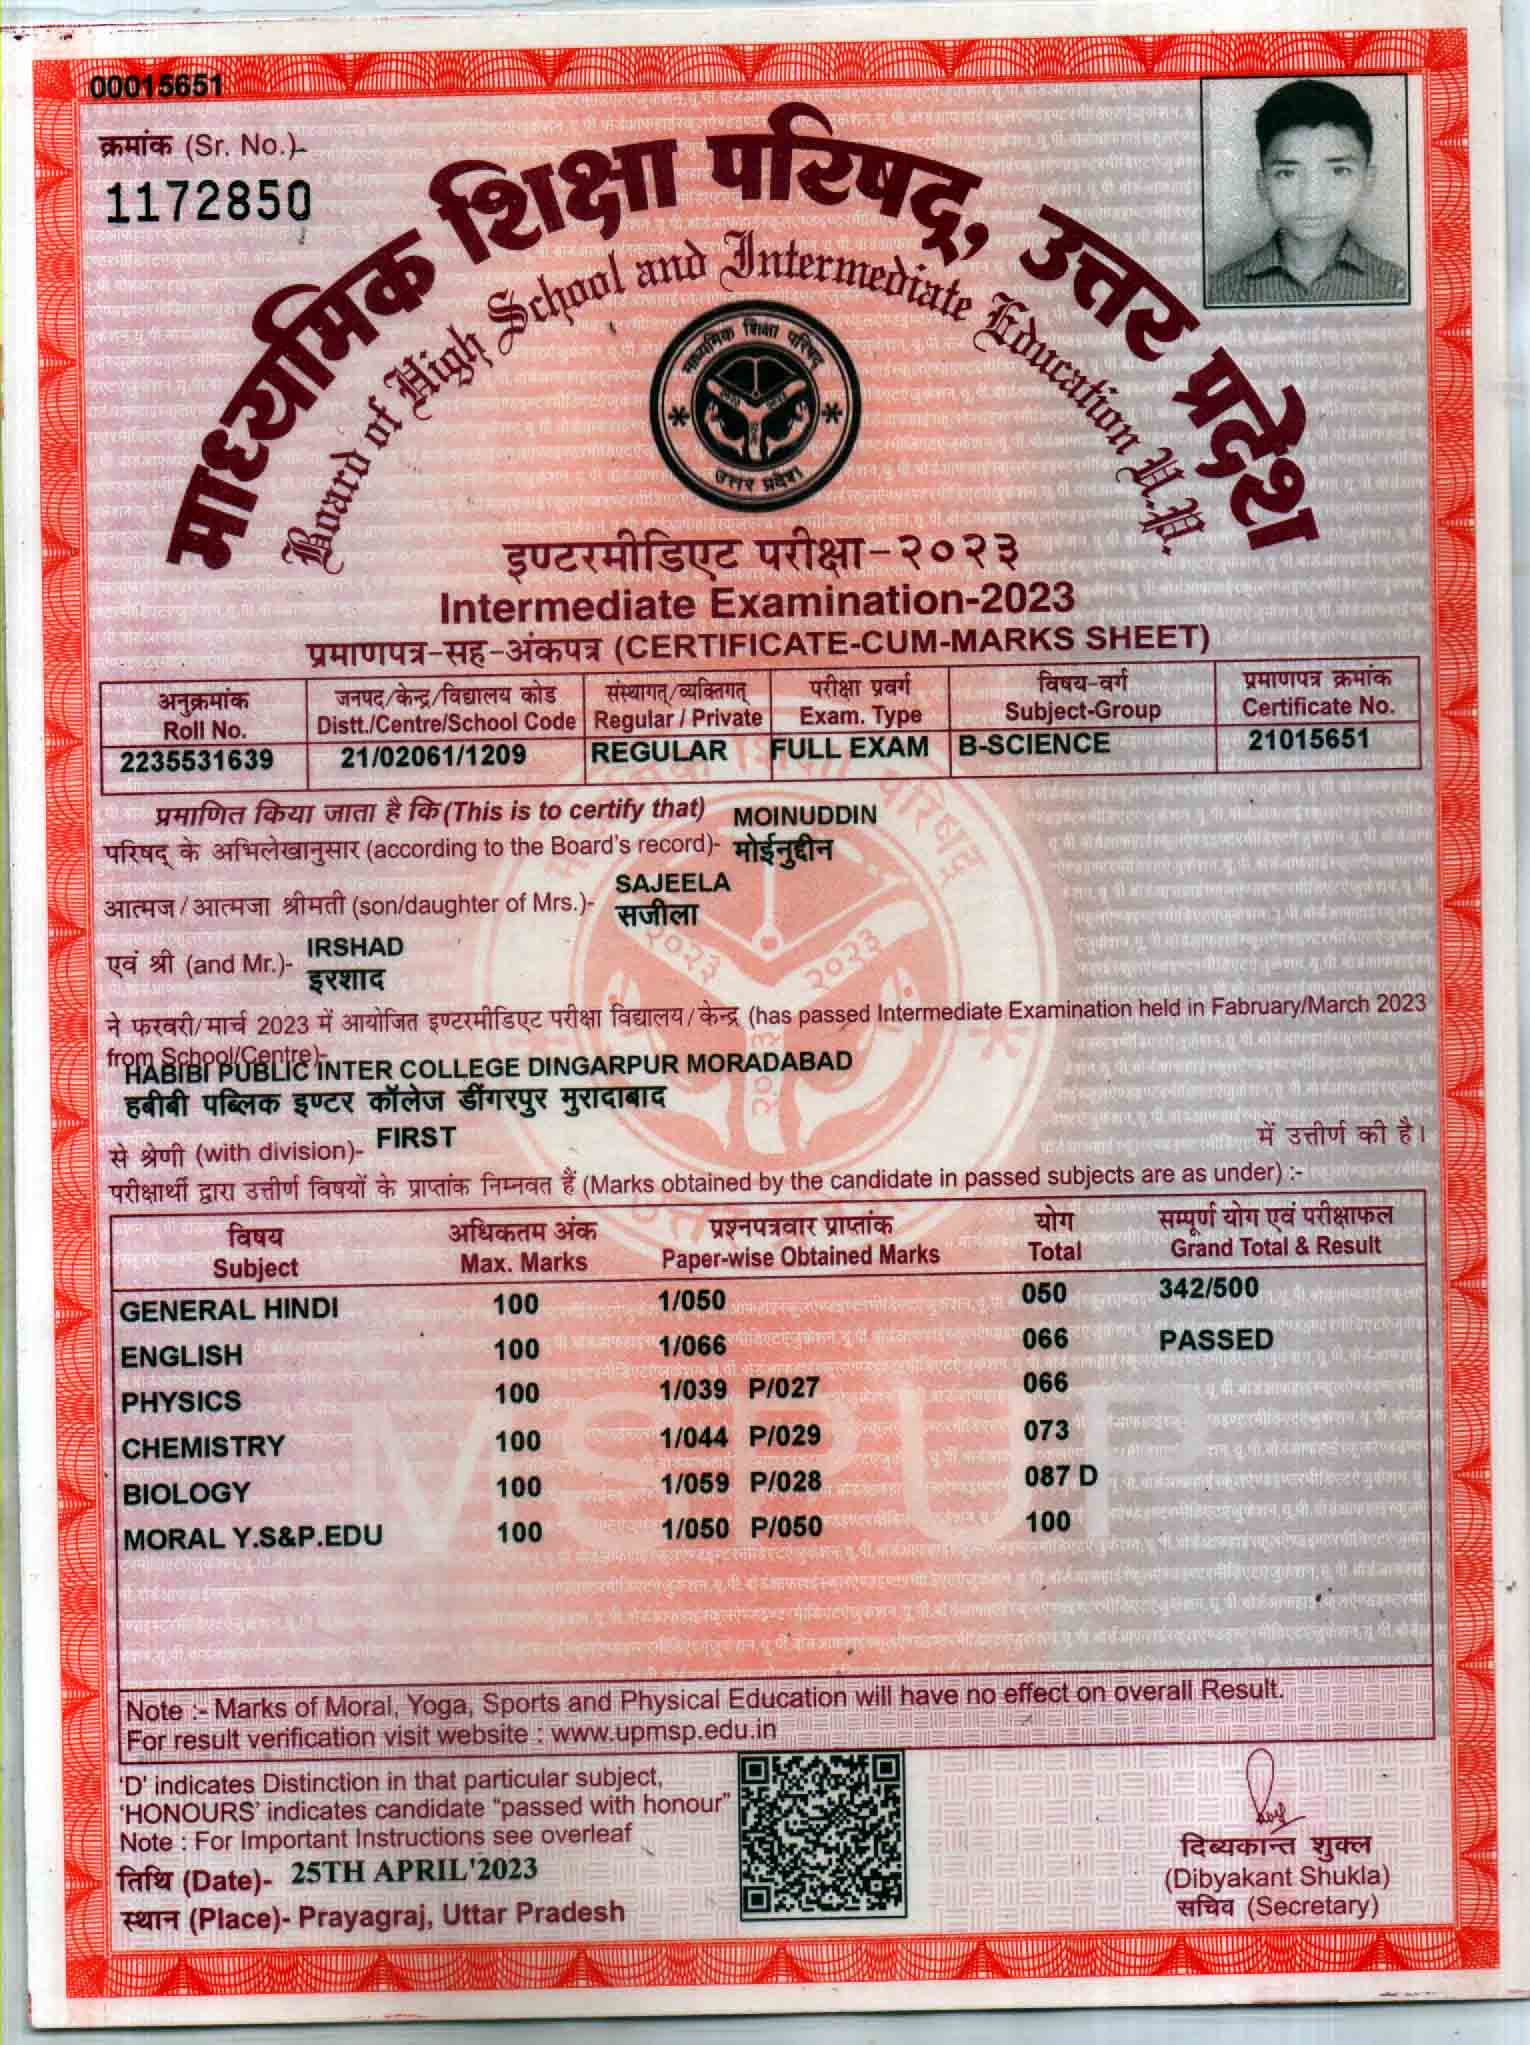 00015651
क्रमांक (Sr. No.)-
1172850
माध्यमिक शिक्षा परिषद्, उत्तर प्रदेश
Board of High School and Intermediate Education U.P.
माध्यमिक शिक्षा परिषद्
उत्तर प्रदेश
इण्टरमीडिएट परीक्षा-२०२३
Intermediate Examination-2023
प्रमाणपत्र-सह-अंकपत्र (CERTIFICATE-CUM-MARKS SHEET)
अनुक्रमांक जनपद/केन्द्र/विद्यालय कोड संस्थागत्/व्यक्तिगत् परीक्षा प्रवर्ग विषय-वर्ग प्रमाणपत्र क्रमांक
Roll No. Distt./Centre/School Code Regular / Private Exam. Type Subject-Group Certificate No.
2235531639 21/02061/1209 REGULAR FULL EXAM B-SCIENCE 21015651
प्रमाणित किया जाता है कि (This is to certify that) MOINUDDIN
परिषद् के अभिलेखानुसार (according to the Board's record)- मोईनुद्दीन
SAJEELA
आत्मज / आत्मजा श्रीमती (son/daughter of Mrs.)- सजीला
IRSHAD
एवं श्री (and Mr.)- इरशाद
ने फरवरी/मार्च 2023 में आयोजित इण्टरमीडिएट परीक्षा विद्यालय/केन्द्र (has passed Intermediate Examination held in Fabruary/March 2023
from School/Centre)-
HABIBI PUBLIC INTER COLLEGE DINGARPUR MORADABAD
हबीबी पब्लिक इण्टर कॉलेज डींगरपुर मुरादाबाद
से श्रेणी (with division)- FIRST में उत्तीर्ण की है।
परीक्षार्थी द्वारा उत्तीर्ण विषयों के प्राप्तांक निम्नवत हैं (Marks obtained by the candidate in passed subjects are as under) :-
विषय अधिकतम अंक प्रश्नपत्रवार प्राप्तांक योग सम्पूर्ण योग एवं परीक्षाफल
Subject Max. Marks Paper-wise Obtained Marks Total Grand Total & Result
GENERAL HINDI 100 1/050 050 342/500
ENGLISH 100 1/066 066 PASSED
PHYSICS 100 1/039 P/027 066
CHEMISTRY 100 1/044 P/029 073
BIOLOGY 100 1/059 P/028 087 D
MORAL Y.S&P.EDU 100 1/050 P/050 100
MSPUP
Note :- Marks of Moral, Yoga, Sports and Physical Education will have no effect on overall Result.
For result verification visit website : www.upmsp.edu.in
'D' indicates Distinction in that particular subject,
'HONOURS' indicates candidate "passed with honour"
Note : For Important Instructions see overleaf
तिथि (Date)- 25TH APRIL'2023
स्थान (Place)- Prayagraj, Uttar Pradesh
दिब्यकान्त शुक्ल
(Dibyakant Shukla)
सचिव (Secretary)